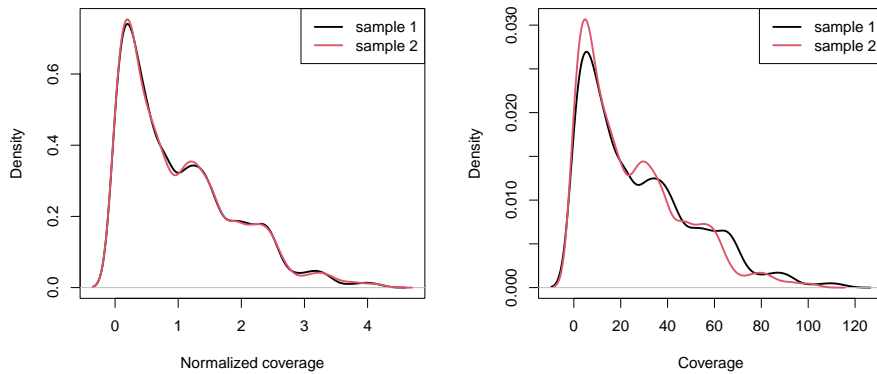 sample 1
sample 2
Density
0.0
0.2
0.4
0.6
0 1 2 3 4
Normalized coverage
sample 1
sample 2
Density
0.000
0.010
0.020
0.030
0 20 40 60 80 100 120
Coverage